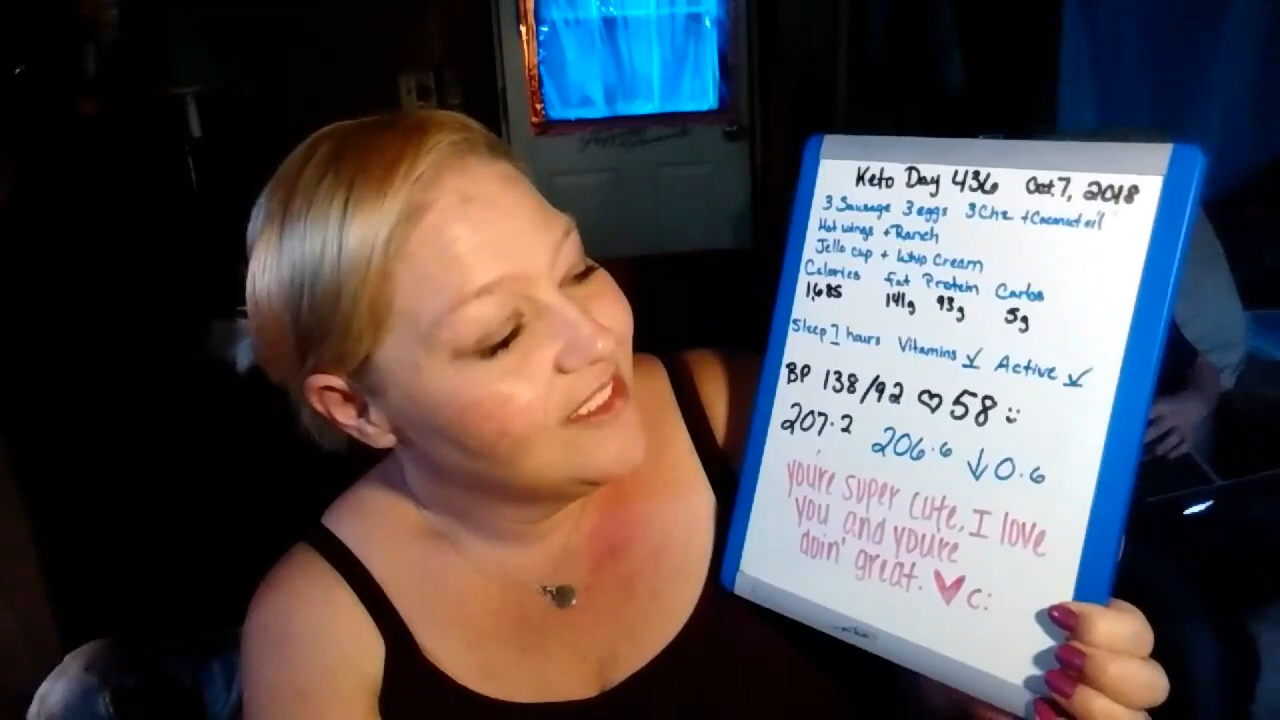 Keto Day 436 Oct. 7, 2018
3 Sausage 3 eggs 3 Chz + Coconut oil
Hot wings + Ranch
Jello cup + Whip Cream
Calories Fat Protein Carbs
1,685 141g 93g 5g
Sleep 7 hours Vitamins ✓ Active ✓
BP 138/92 ♡ 58 :)
207.2 206.6 ↓ 0.6
you're super cute, I love
you and you're
doin' great. ♥ c: